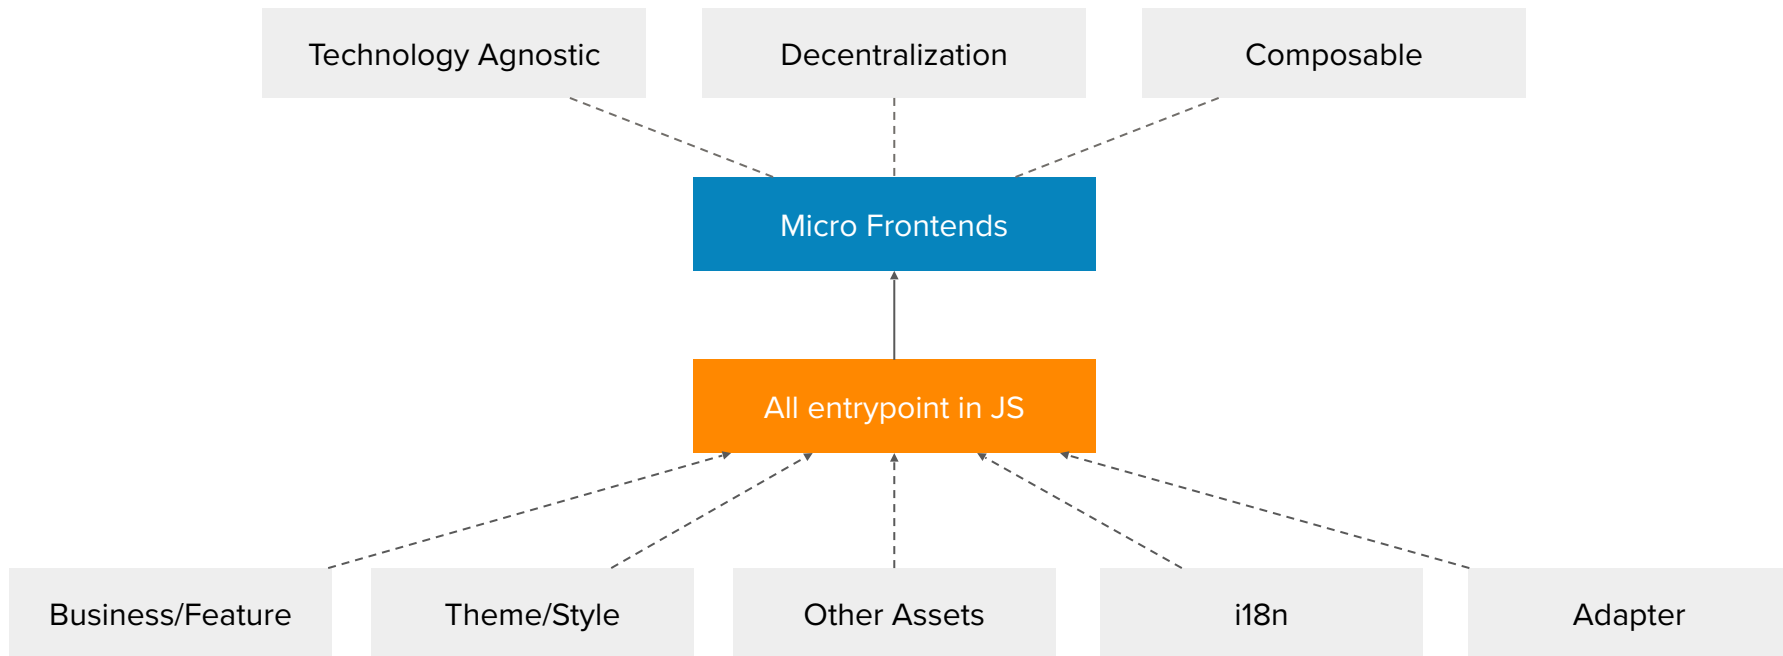 Technology Agnostic
Decentralization
Composable
Micro Frontends
All entrypoint in JS
Business/Feature
Theme/Style
Other Assets
i18n
Adapter